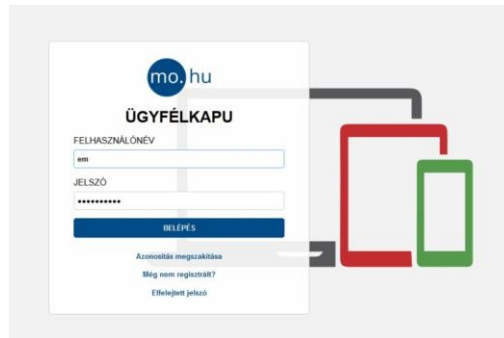 mo.hu
ÜGYFÉLKAPU
FELHASZNÁLÓNÉV
em
JELSZÓ
••••••••••
BELÉPÉS
Azonosítás megszakítása
Még nem regisztrált?
Elfelejtett jelszó